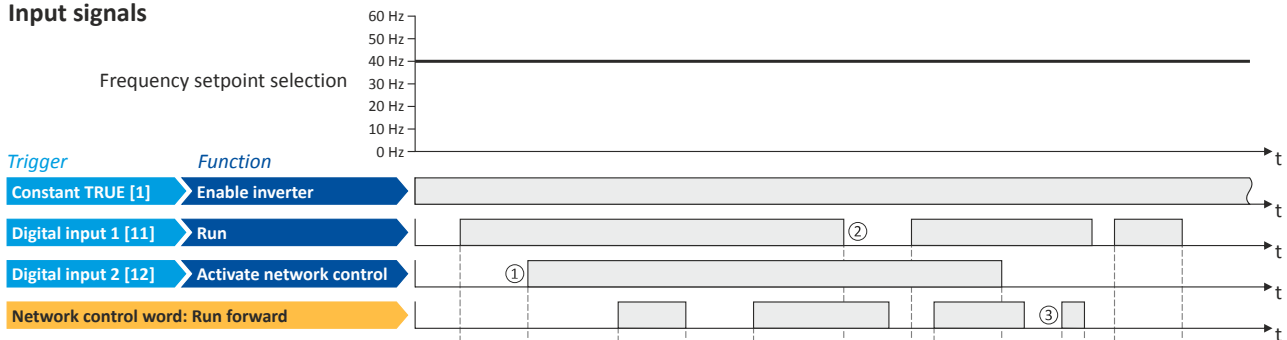 Input signals
60 Hz
50 Hz
Frequency setpoint selection 40 Hz
30 Hz
20 Hz
10 Hz
0 Hz
t
Trigger Function
Constant TRUE [1] Enable inverter
t
Digital input 1 [11] Run ②
t
Digital input 2 [12] Activate network control ①
t
Network control word: Run forward ③
t